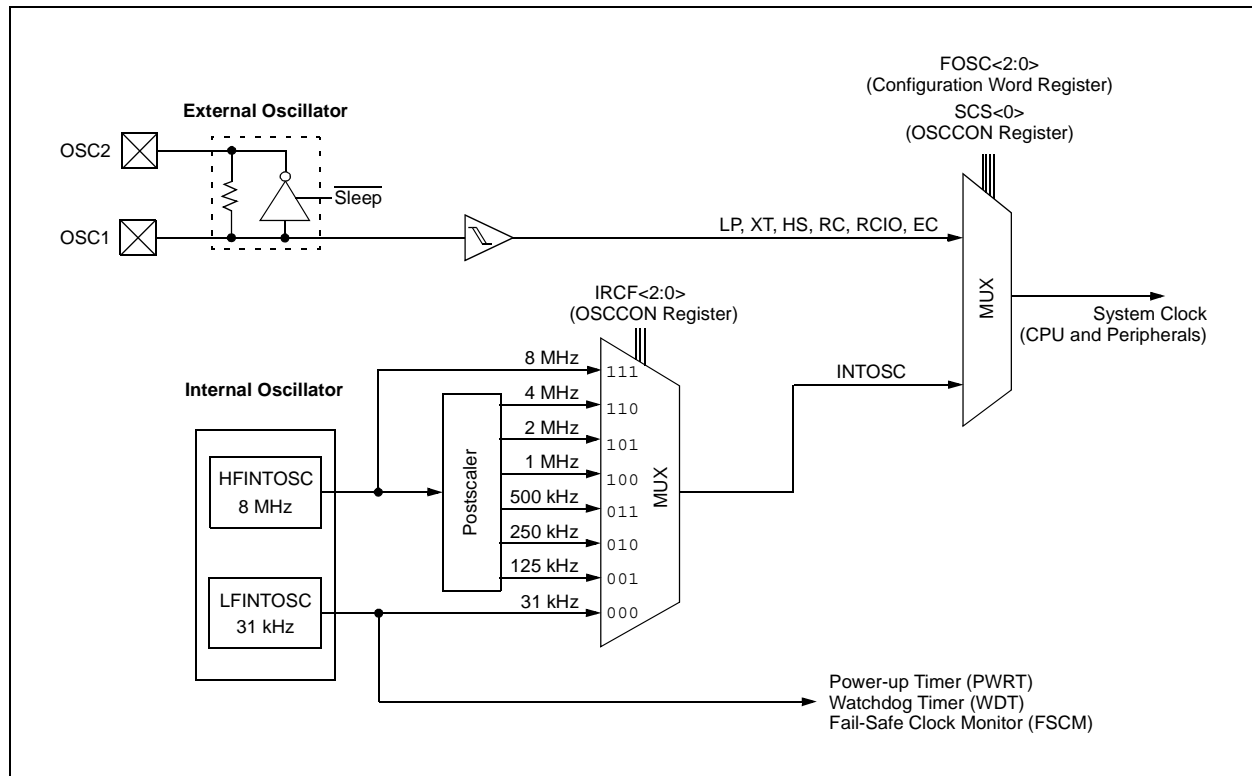 FOSC<2:0>
(Configuration Word Register)
SCS<0>
(OSCCON Register)
External Oscillator
OSC2
Sleep
OSC1
LP, XT, HS, RC, RCIO, EC
IRCF<2:0>
(OSCCON Register)
MUX
System Clock
(CPU and Peripherals)
8 MHz
111
INTOSC
Internal Oscillator
4 MHz
110
2 MHz
101
HFINTOSC
8 MHz
Postscaler
1 MHz
100
MUX
500 kHz
011
250 kHz
010
125 kHz
001
LFINTOSC
31 kHz
31 kHz
000
Power-up Timer (PWRT)
Watchdog Timer (WDT)
Fail-Safe Clock Monitor (FSCM)